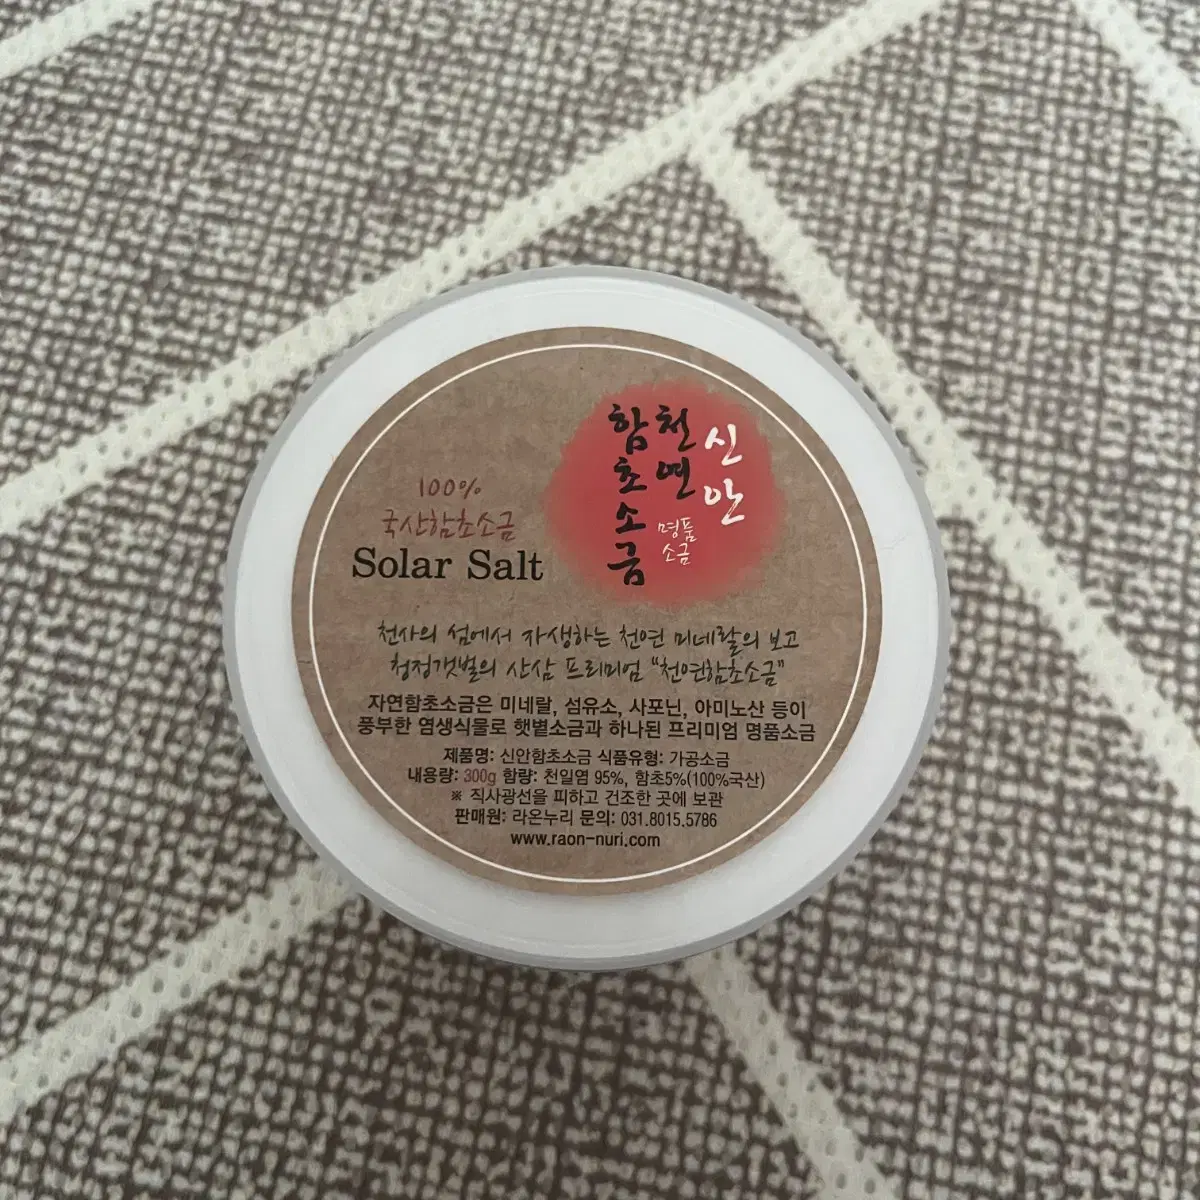 신안
천연
함초소금
명품
소금
100%
국산함초소금
Solar Salt
천사의 섬에서 자생하는 천연 미네랄의 보고
청정갯벌의 산삼 프리미엄 "천연함초소금"
자연함초소금은 미네랄, 섬유소, 사포닌, 아미노산 등이
풍부한 염생식물로 햇볕소금과 하나된 프리미엄 명품소금
제품명: 신안함초소금 식품유형: 가공소금
내용량: 300g 함량: 천일염 95%, 함초5%(100%국산)
※ 직사광선을 피하고 건조한 곳에 보관
판매원: 라온누리 문의: 031.8015.5786
www.raon-nuri.com